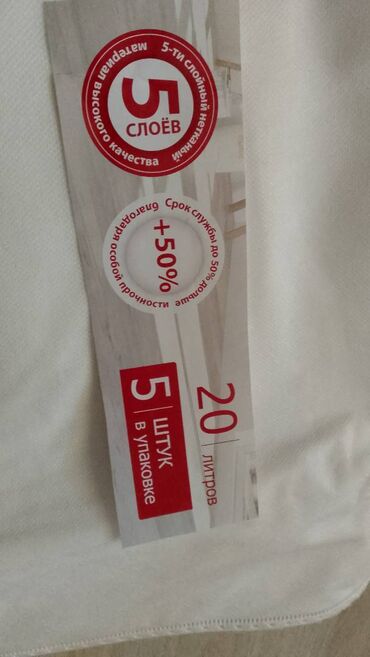 5-ти слойный нетканый
материал высокого качества
5
СЛОЁВ
Срок службы до 50% дольше
благодаря особой прочности
+50%
20
литров
5
ШТУК
в упаковке